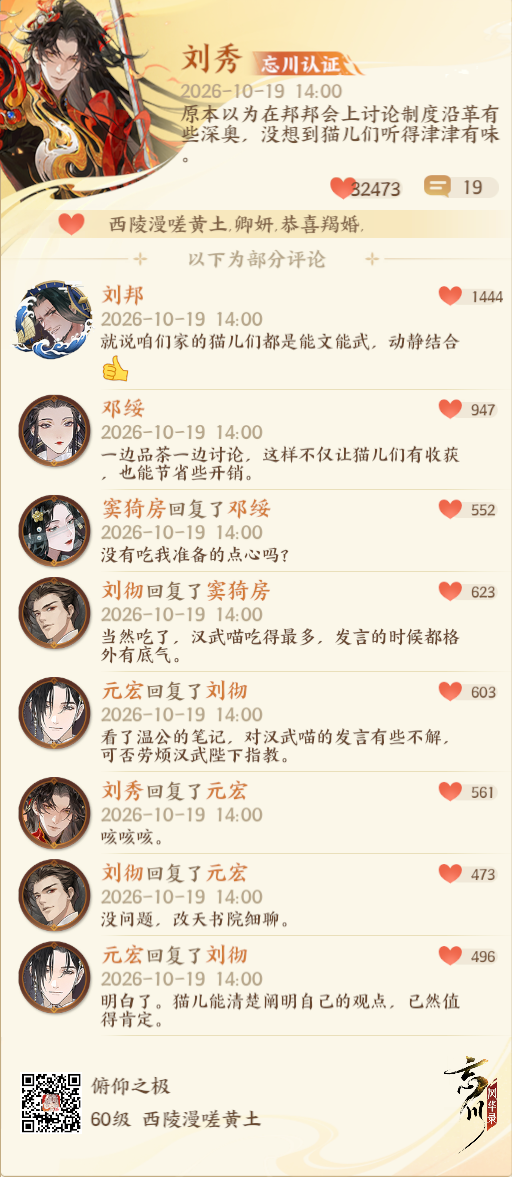 刘秀 忘川认证
2026-10-19 14:00
原本以为在邦邦会上讨论制度沿革有
些深奥，没想到猫儿们听得津津有味
。
32473 19
西陵漫嗟黄土,卿妍,恭喜羯婚,
以下为部分评论
刘邦 1444
2026-10-19 14:00
就说咱们家的猫儿们都是能文能武，动静结合
👍
邓绥 947
2026-10-19 14:00
一边品茶一边讨论，这样不仅让猫儿们有收获
，也能节省些开销。
窦猗房回复了邓绥 552
2026-10-19 14:00
没有吃我准备的点心吗？
刘彻回复了窦猗房 623
2026-10-19 14:00
当然吃了，汉武喵吃得最多，发言的时候都格
外有底气。
元宏回复了刘彻 603
2026-10-19 14:00
看了温公的笔记，对汉武喵的发言有些不解，
可否劳烦汉武陛下指教。
刘秀回复了元宏 561
2026-10-19 14:00
咳咳咳。
刘彻回复了元宏 473
2026-10-19 14:00
没问题，改天书院细聊。
元宏回复了刘彻 496
2026-10-19 14:00
明白了。猫儿能清楚阐明自己的观点，已然值
得肯定。
俯仰之极
60级 西陵漫嗟黄土
忘川
风华录